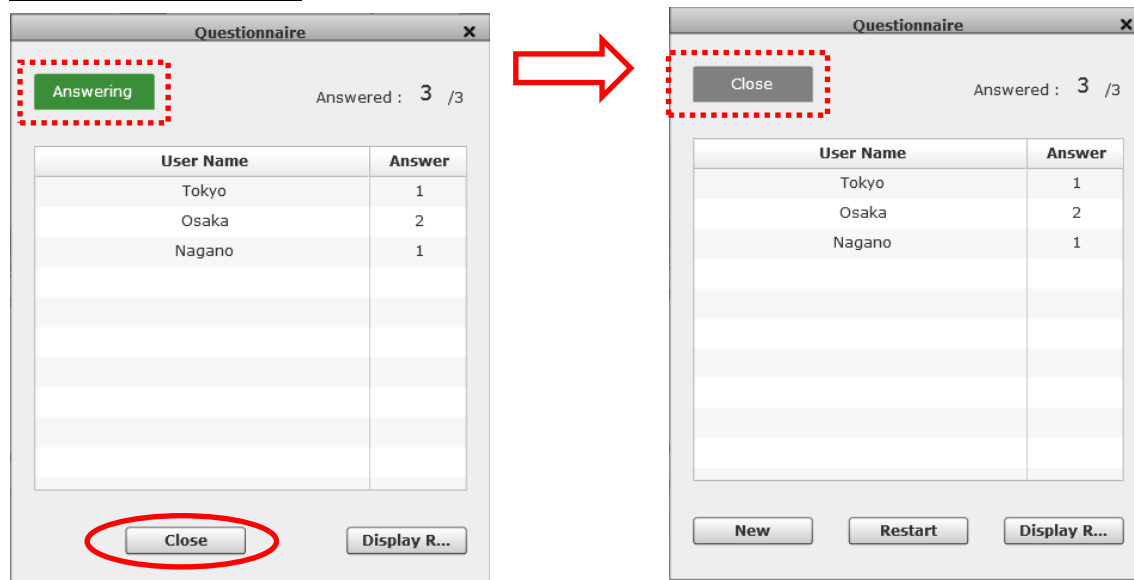 Questionnaire ×
Answering
Answered : 3 /3
User Name Answer
Tokyo 1
Osaka 2
Nagano 1
Close Display R...
Questionnaire ×
Close
Answered : 3 /3
User Name Answer
Tokyo 1
Osaka 2
Nagano 1
New Restart Display R...